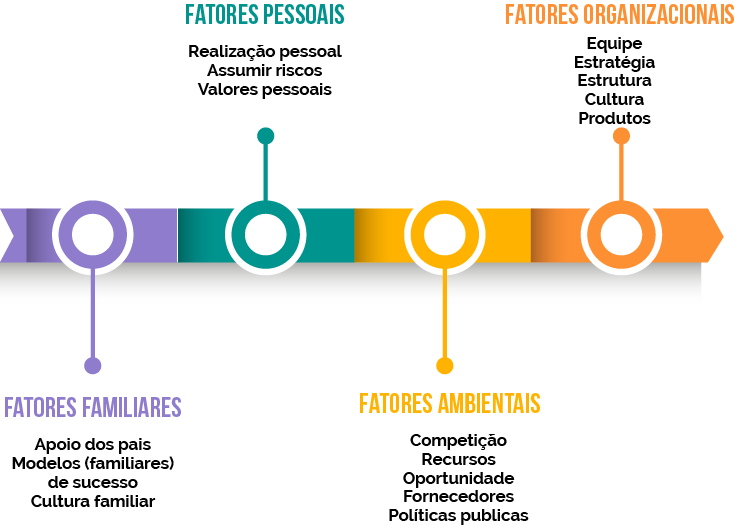 FATORES PESSOAIS
Realização pessoal
Assumir riscos
Valores pessoais
FATORES ORGANIZACIONAIS
Equipe
Estratégia
Estrutura
Cultura
Produtos
FATORES FAMILIARES
Apoio dos pais
Modelos (familiares)
de sucesso
Cultura familiar
FATORES AMBIENTAIS
Competição
Recursos
Oportunidade
Fornecedores
Políticas publicas